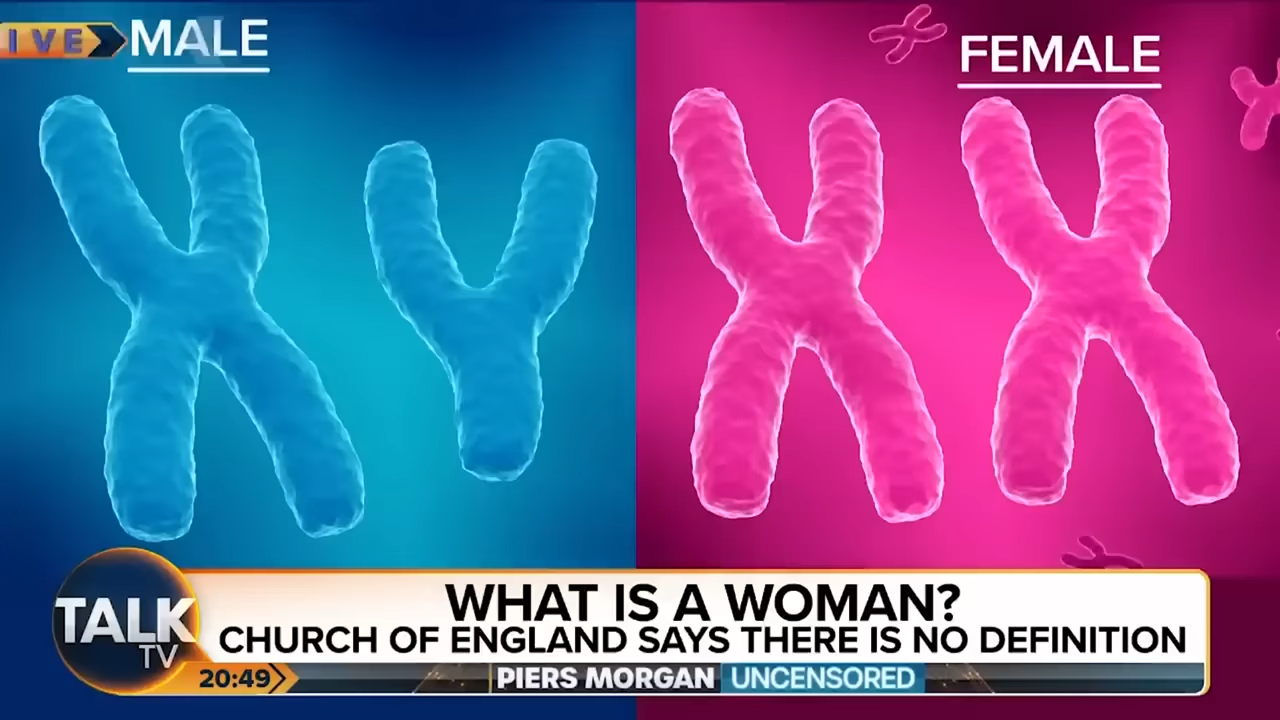 IVE
MALE
FEMALE
WHAT IS A WOMAN?
CHURCH OF ENGLAND SAYS THERE IS NO DEFINITION
TALK
TV
20:49
PIERS MORGAN UNCENSORED